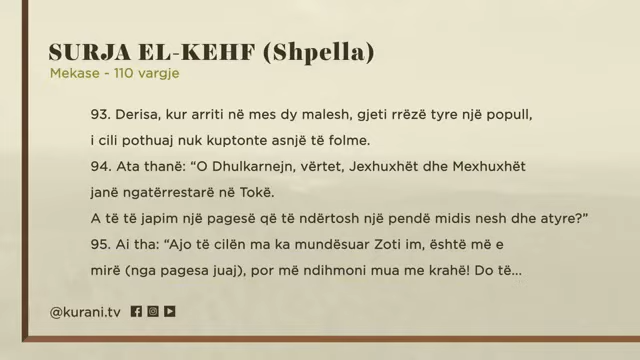 SURJA EL-KEHF (Shpella)
Mekase - 110 vargje
93. Derisa, kur arriti në mes dy malesh, gjeti rrëzë tyre një popull,
i cili pothuaj nuk kuptonte asnjë të folme.
94. Ata thanë: “O Dhulkarnejn, vërtet, Jexhuxhët dhe Mexhuxhët
janë ngatërrestarë në Tokë.
A të të japim një pagesë që të ndërtosh një pendë midis nesh dhe atyre?”
95. Ai tha: “Ajo të cilën ma ka mundësuar Zoti im, është më e
mirë (nga pagesa juaj), por më ndihmoni mua me krahë! Do të...
@kurani.tv